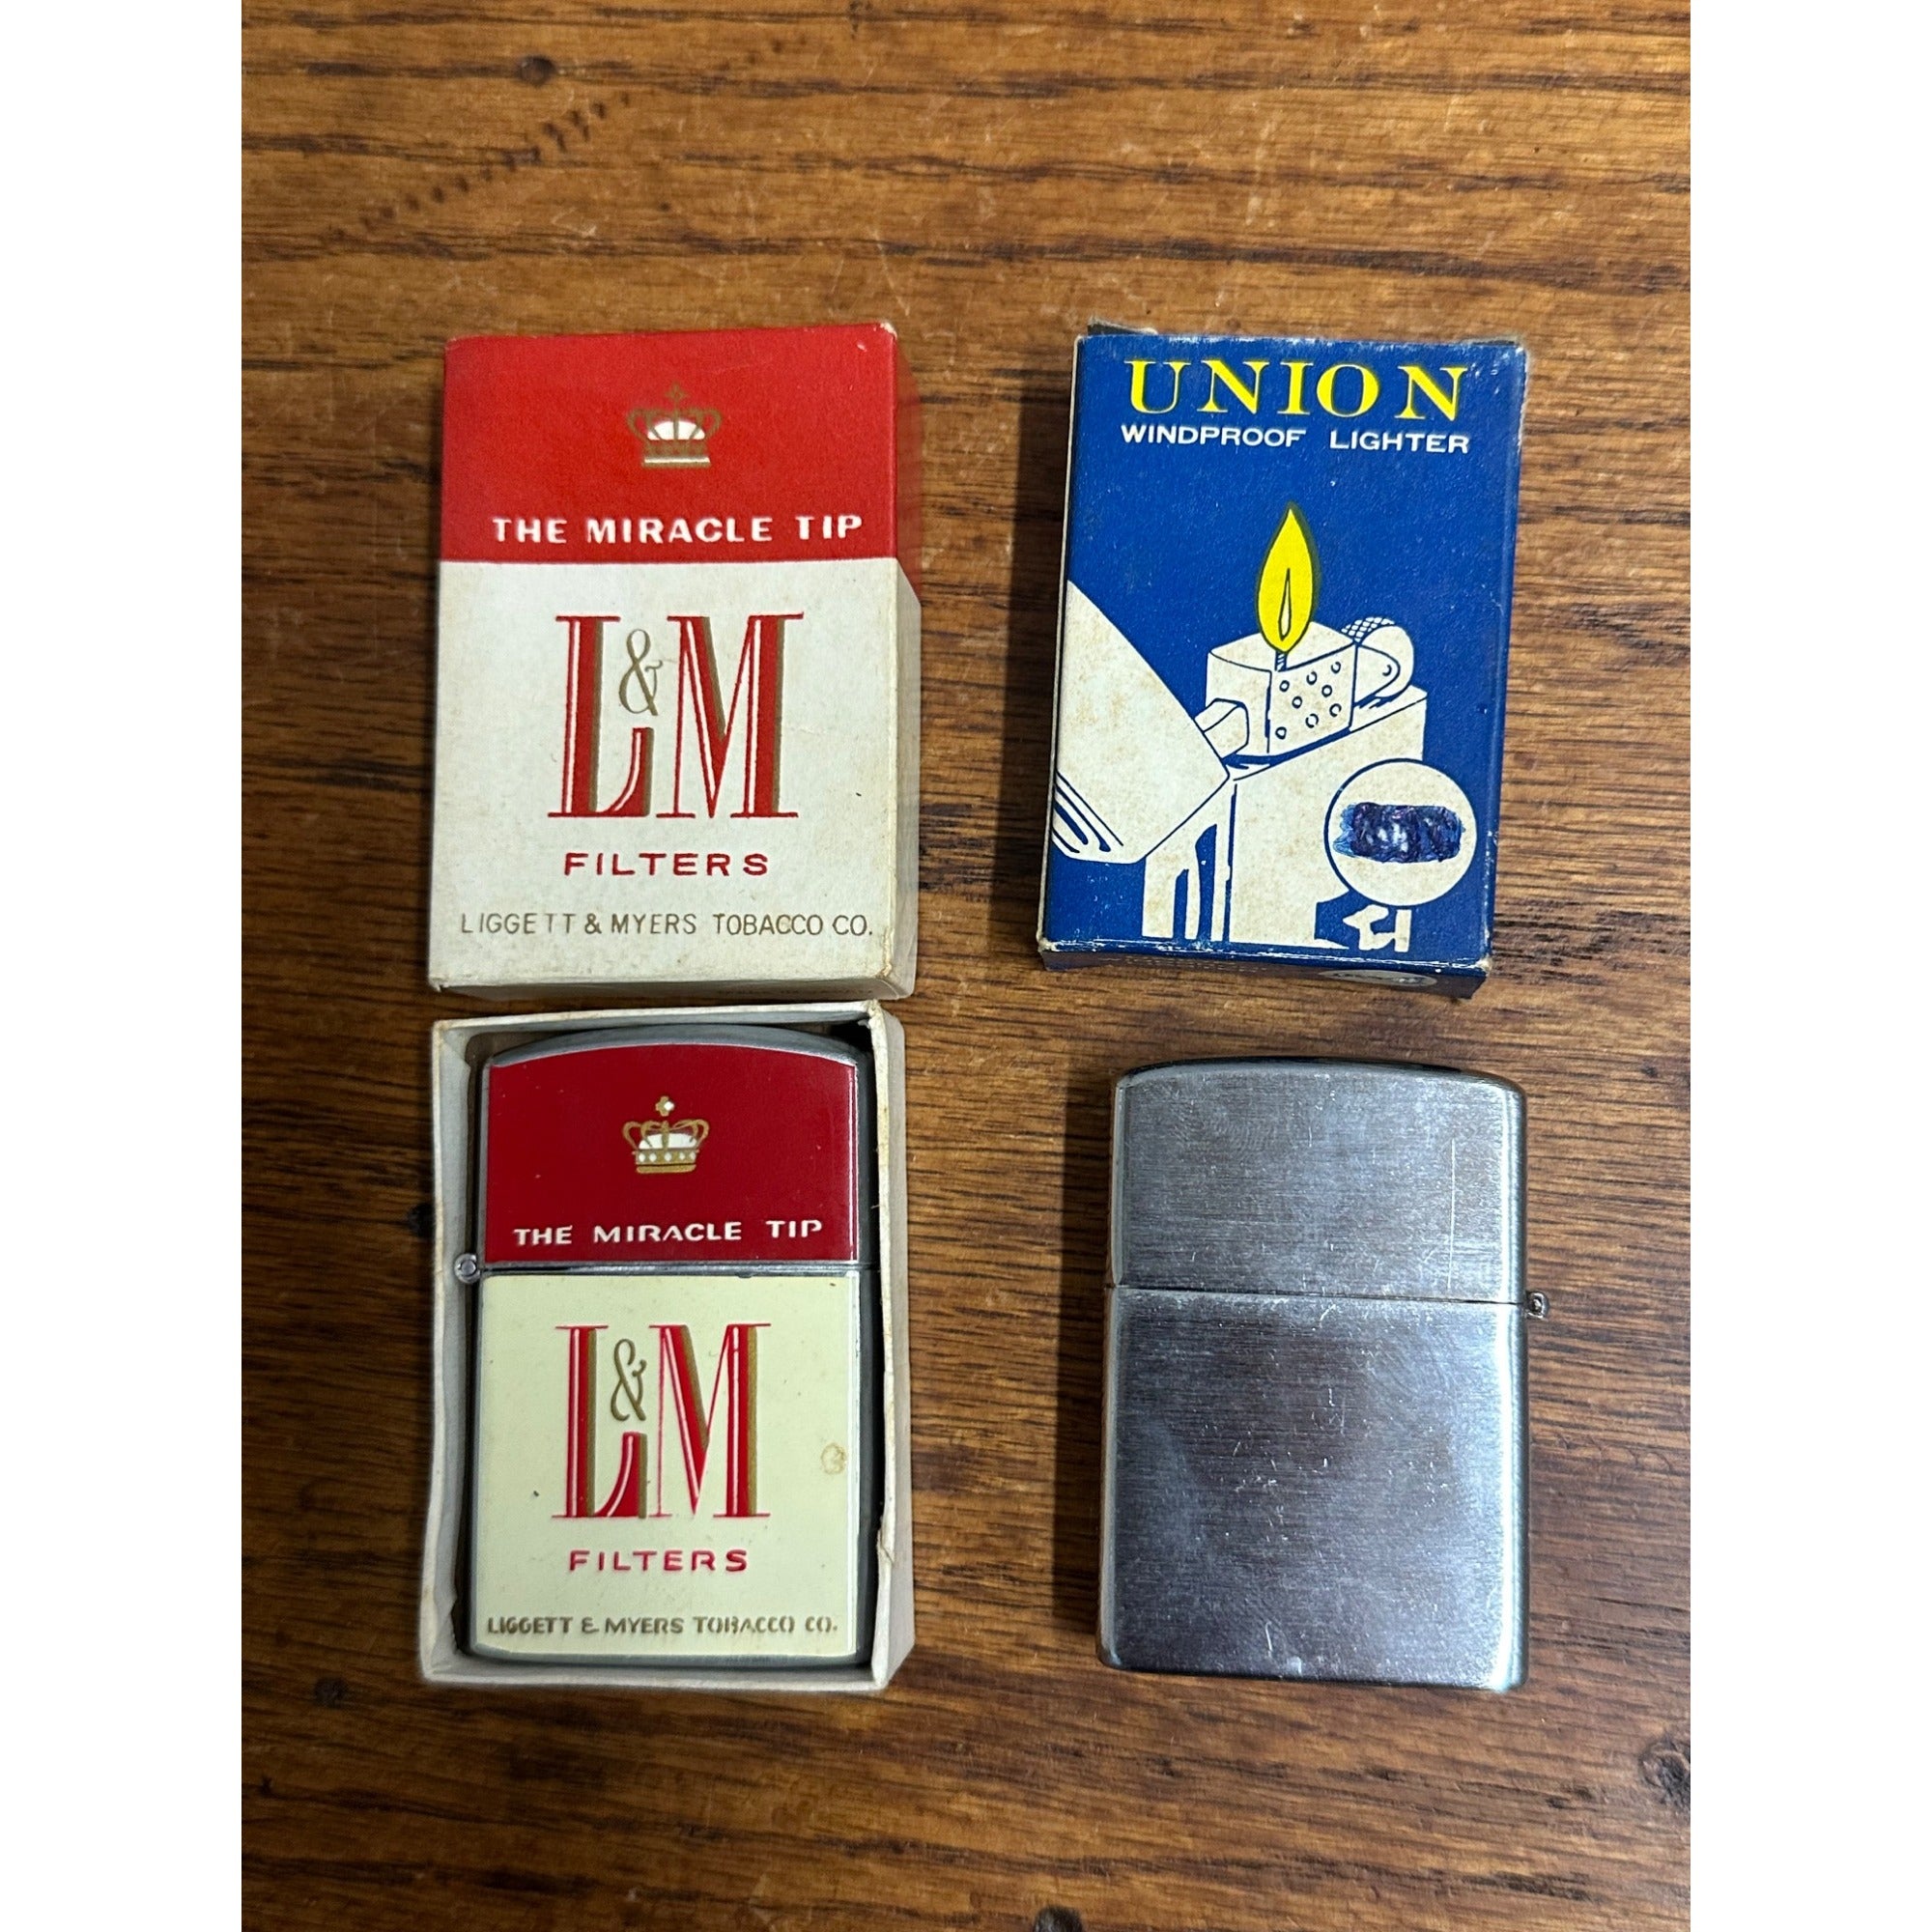 THE MIRACLE TIP
L&M
FILTERS
LIGGETT & MYERS TOBACCO CO.
UNION
WINDPROOF LIGHTER
THE MIRACLE TIP
L&M
FILTERS
LIGGETT & MYERS TOBACCO CO.